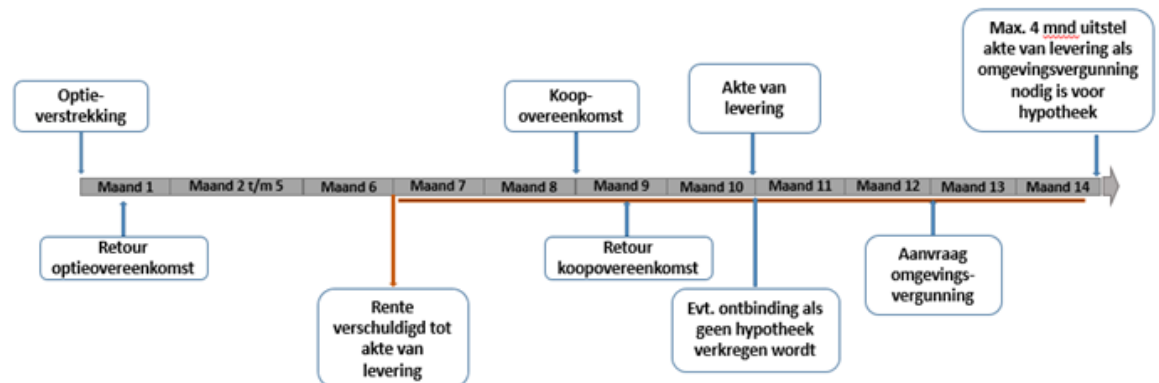 Max. 4 mnd uitstel
akte van levering als
omgevingsvergunning
nodig is voor
hypotheek
Optie-
verstrekking
Koop-
overeenkomst
Akte van
levering
Maand 1
Maand 2 t/m 5
Maand 6
Maand 7
Maand 8
Maand 9
Maand 10
Maand 11
Maand 12
Maand 13
Maand 14
Retour
optieovereenkomst
Rente
verschuldigd tot
akte van
levering
Retour
koopovereenkomst
Evt. ontbinding als
geen hypotheek
verkregen wordt
Aanvraag
omgevings-
vergunning